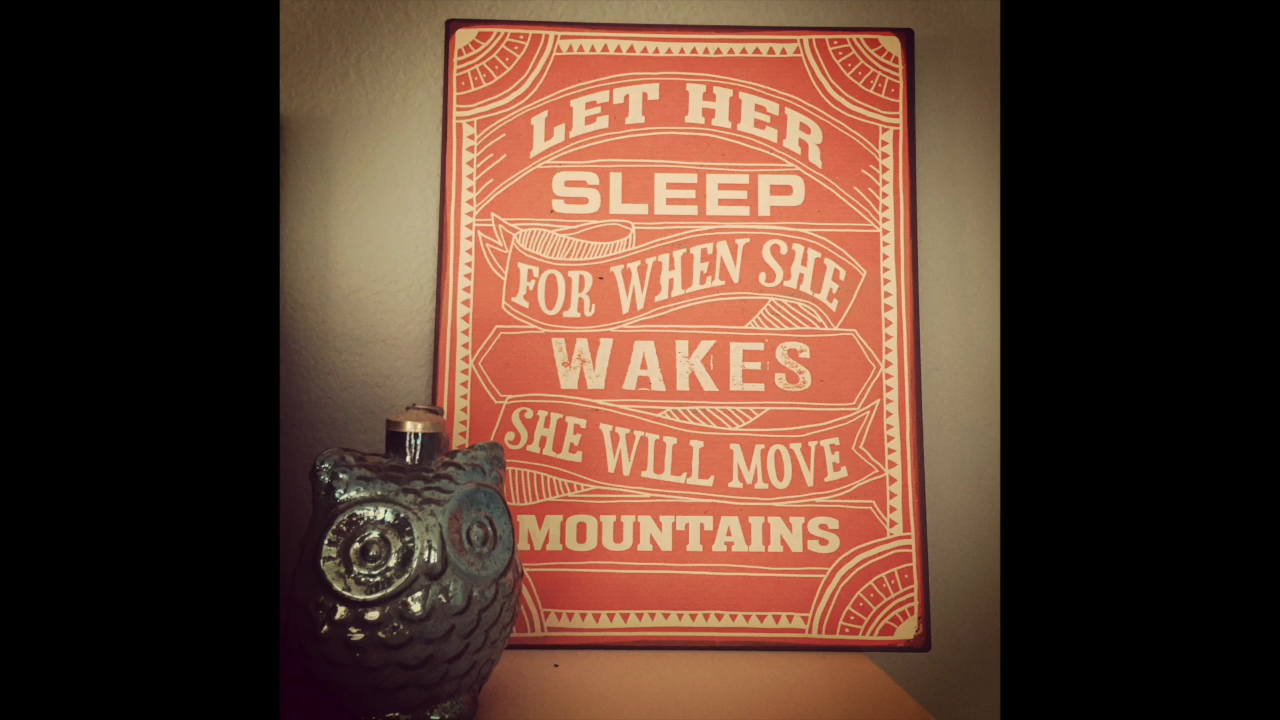 LET HER
SLEEP
FOR WHEN SHE
WAKES
SHE WILL MOVE
MOUNTAINS